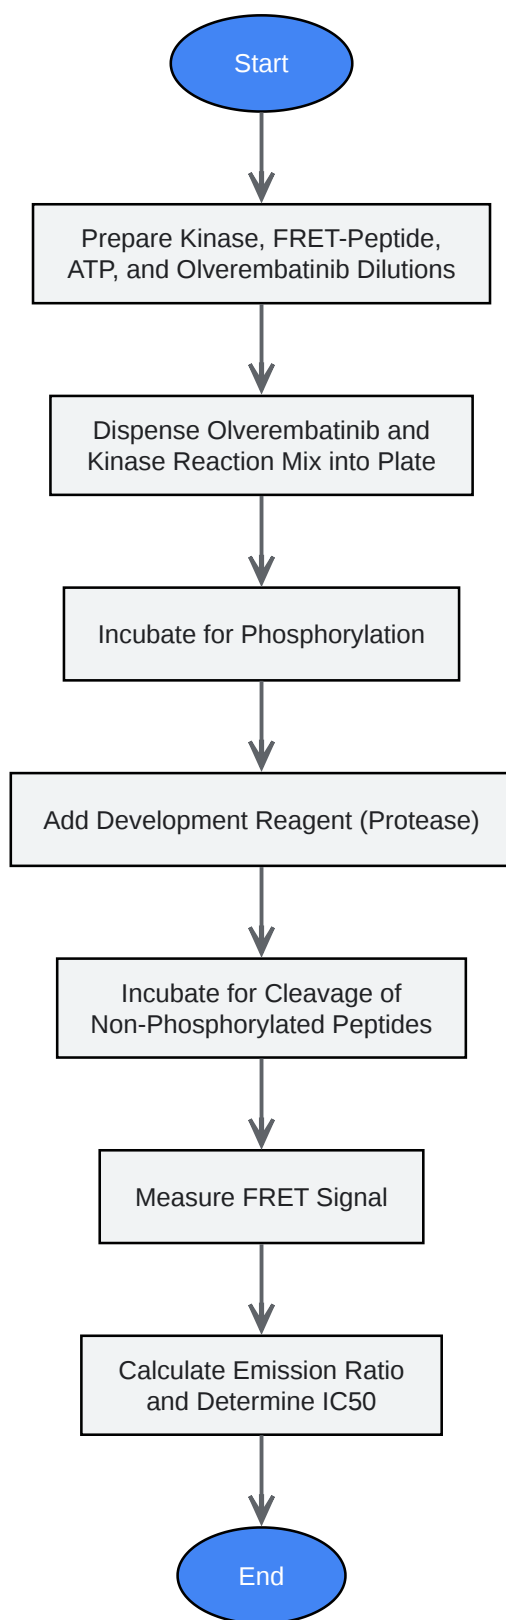 Start
Prepare Kinase, FRET-Peptide,
ATP, and Olverembatinib Dilutions
Dispense Olverembatinib and
Kinase Reaction Mix into Plate
Incubate for Phosphorylation
Add Development Reagent (Protease)
Incubate for Cleavage of
Non-Phosphorylated Peptides
Measure FRET Signal
Calculate Emission Ratio
and Determine IC50
End